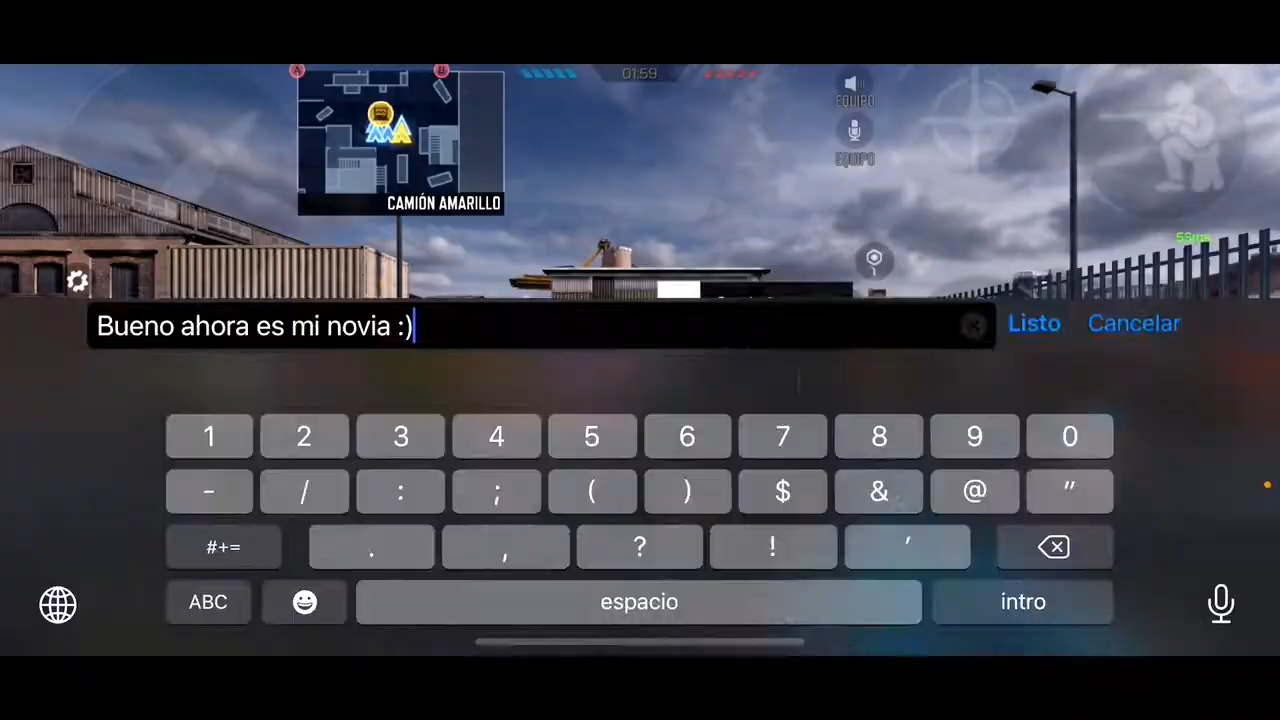 A
B
01:59
EQUIPO
EQUIPO
CAMIÓN AMARILLO
53ms
Bueno ahora es mi novia :)
Listo
Cancelar
1 2 3 4 5 6 7 8 9 0
- / : ; ( ) $ & @ "
#+= . , ? ! '
ABC espacio intro